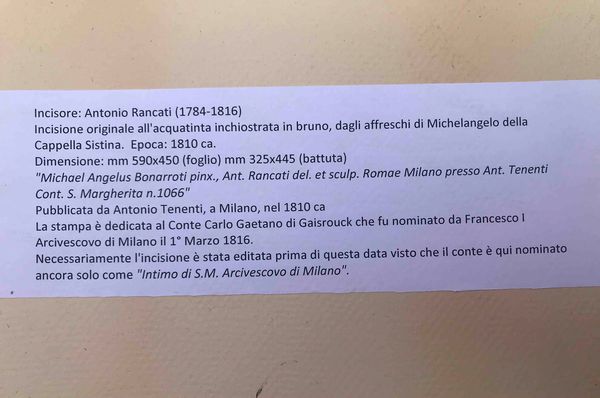 Incisore: Antonio Rancati (1784-1816)
Incisione originale all'acquatinta inchiostrata in bruno, dagli affreschi di Michelangelo della
Cappella Sistina.  Epoca: 1810 ca.
Dimensione: mm 590x450 (foglio) mm 325x445 (battuta)
"Michael Angelus Bonarroti pinx., Ant. Rancati del. et sculp. Romae Milano presso Ant. Tenenti
Cont. S. Margherita n.1066"
Pubblicata da Antonio Tenenti, a Milano, nel 1810 ca
La stampa è dedicata al Conte Carlo Gaetano di Gaisrouck che fu nominato da Francesco I
Arcivescovo di Milano il 1° Marzo 1816.
Necessariamente l'incisione è stata editata prima di questa data visto che il conte è qui nominato
ancora solo come "Intimo di S.M. Arcivescovo di Milano".